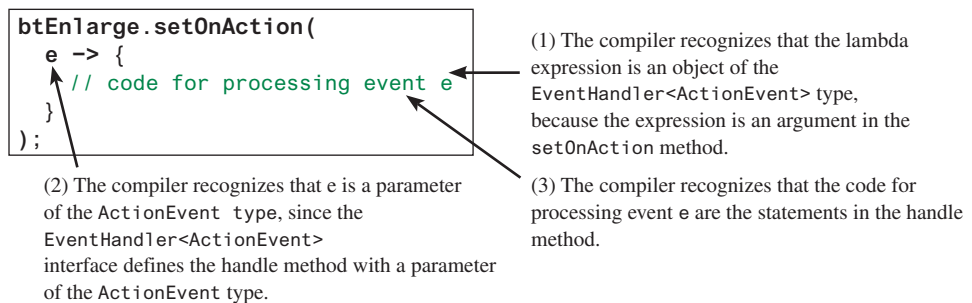 btEnlarge.setOnAction(
e –> {
// code for processing event e
}
);
(1) The compiler recognizes that the lambda
expression is an object of the
EventHandler<ActionEvent> type,
because the expression is an argument in the
setOnAction method.
(2) The compiler recognizes that e is a parameter
of the ActionEvent type, since the
EventHandler<ActionEvent>
interface defines the handle method with a parameter
of the ActionEvent type.
(3) The compiler recognizes that the code for
processing event e are the statements in the handle
method.